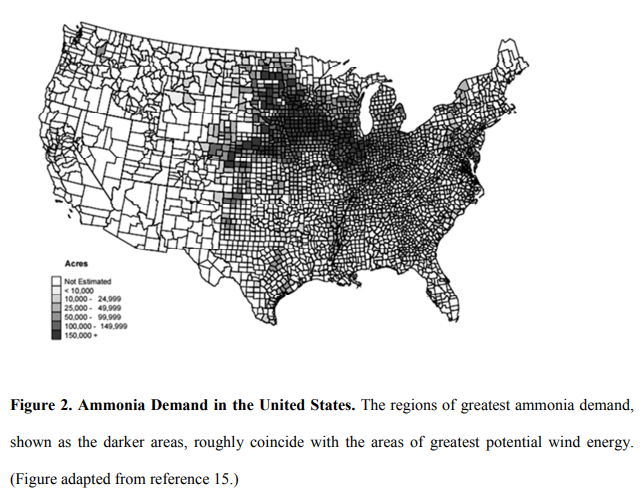 Acres
Not Estimated
< 10,000
10,000 - 24,999
25,000 - 49,999
50,000 - 99,999
100,000 - 149,999
150,000 +
Figure 2. Ammonia Demand in the United States. The regions of greatest ammonia demand,
shown as the darker areas, roughly coincide with the areas of greatest potential wind energy.
(Figure adapted from reference 15.)